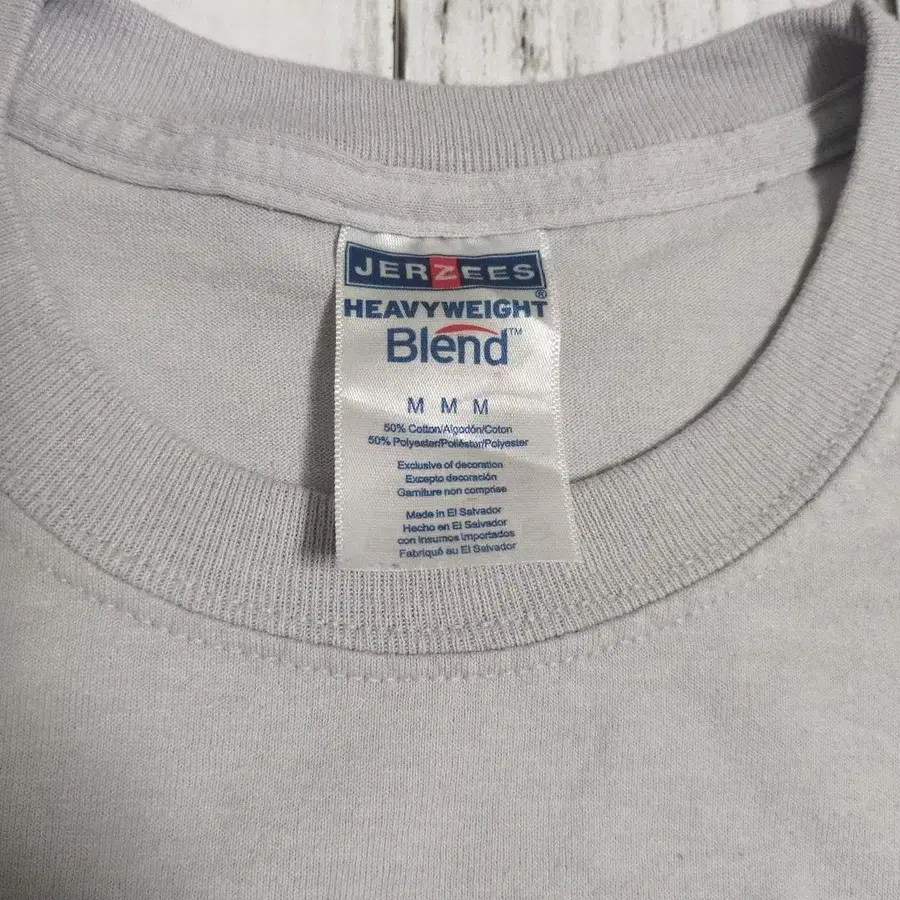 JERZEES®
HEAVYWEIGHT
Blend™
M M M
50% Cotton/Algodón/Coton
50% Polyester/Poliéster/Polyester
Exclusive of decoration
Excepto decoración
Garniture non comprise
Made in El Salvador
Hecho en El Salvador
con insumos importados
Fabriqué au El Salvador